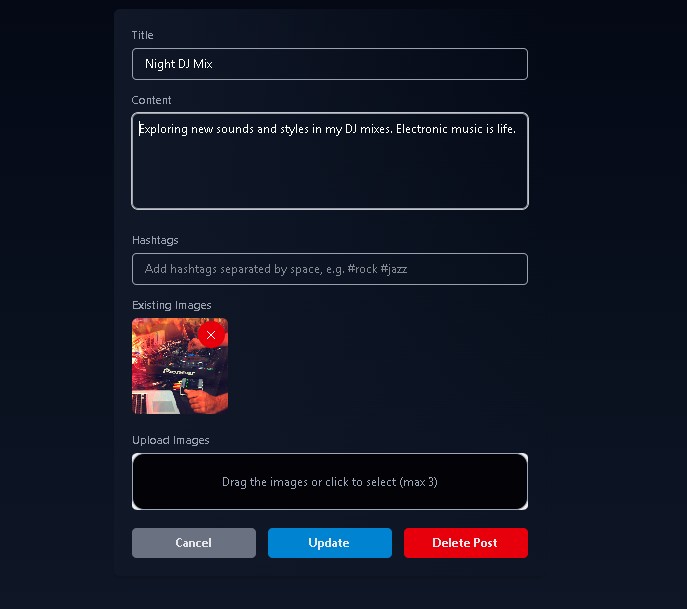 Title
Night DJ Mix
Content
Exploring new sounds and styles in my DJ mixes. Electronic music is life.
Hashtags
Add hashtags separated by space, e.g. #rock #jazz
Existing Images
Pioneer
Upload Images
Drag the images or click to select (max 3)
Cancel Update Delete Post